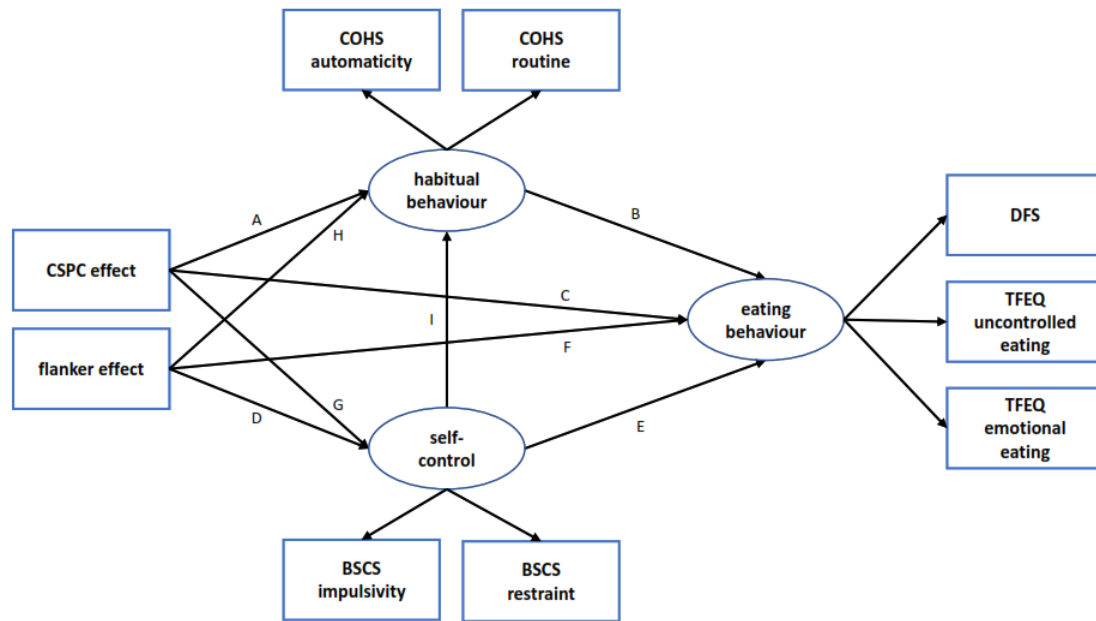 COHS
automaticity
COHS
routine
habitual
behaviour
A
H
B
DFS
CSPC effect
C
I
F
eating
behaviour
TFEQ
uncontrolled
eating
flanker effect
D
G
E
self-
control
TFEQ
emotional
eating
BSCS
impulsivity
BSCS
restraint